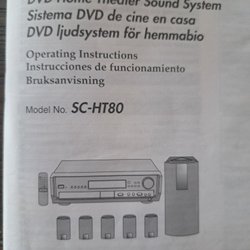 DVD Home Theater Sound System
Sistema DVD de cine en casa
DVD ljudsystem för hemmabio
Operating Instructions
Instrucciones de funcionamiento
Bruksanvisning
Model No. SC-HT80